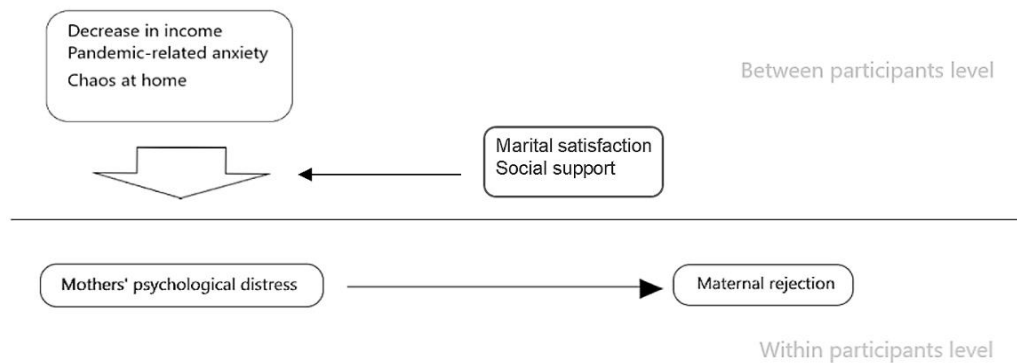 Decrease in income
Pandemic-related anxiety
Chaos at home
Between participants level
Marital satisfaction
Social support
Mothers' psychological distress
Maternal rejection
Within participants level